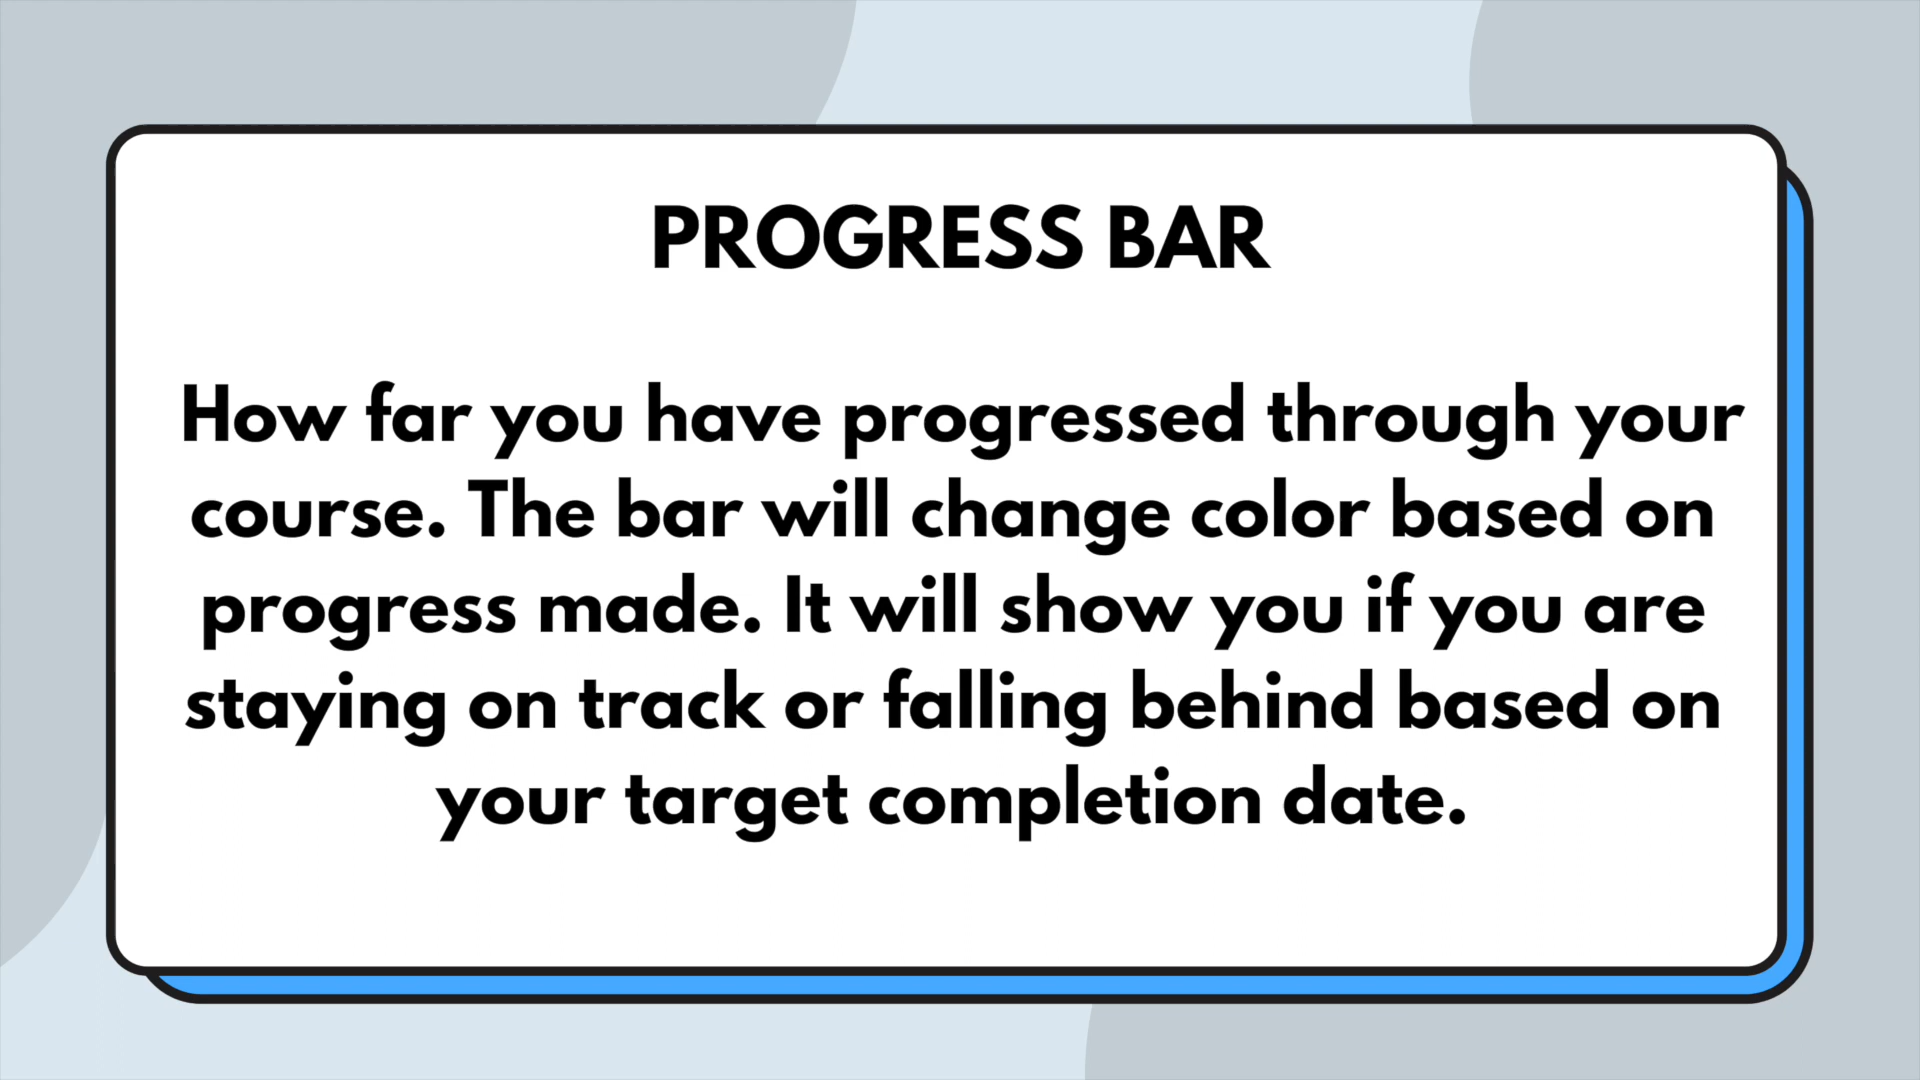 PROGRESS BAR
How far you have progressed through your
course. The bar will change color based on
progress made. It will show you if you are
staying on track or falling behind based on
your target completion date.